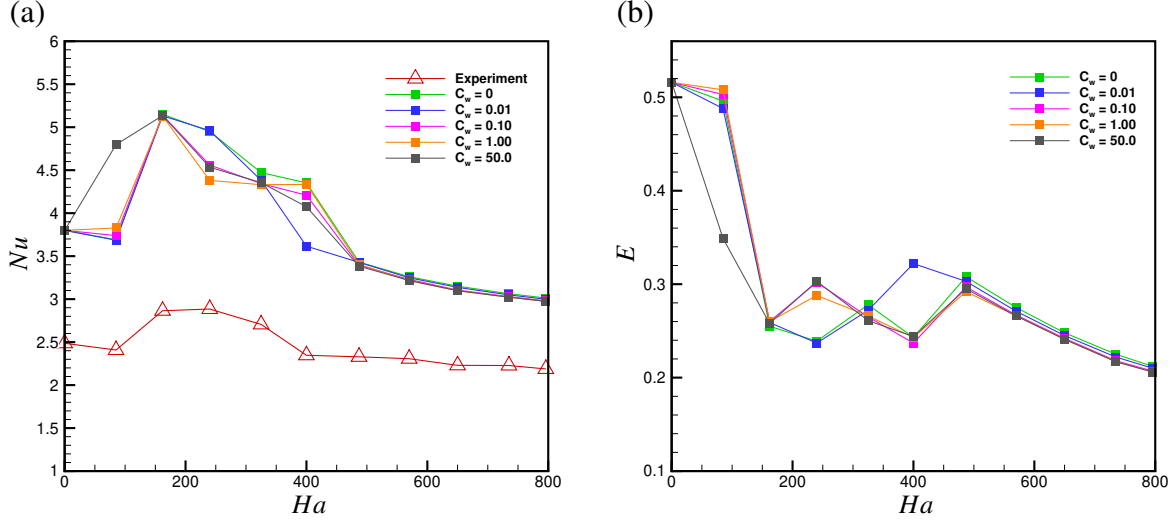 (a)
Nu
6
5.5
5
4.5
4
3.5
3
2.5
2
1.5
1
0 200 400 600 800
Ha
Experiment
C_w = 0
C_w = 0.01
C_w = 0.10
C_w = 1.00
C_w = 50.0
(b)
E
0.5
0.4
0.3
0.2
0.1
0 200 400 600 800
Ha
C_w = 0
C_w = 0.01
C_w = 0.10
C_w = 1.00
C_w = 50.0